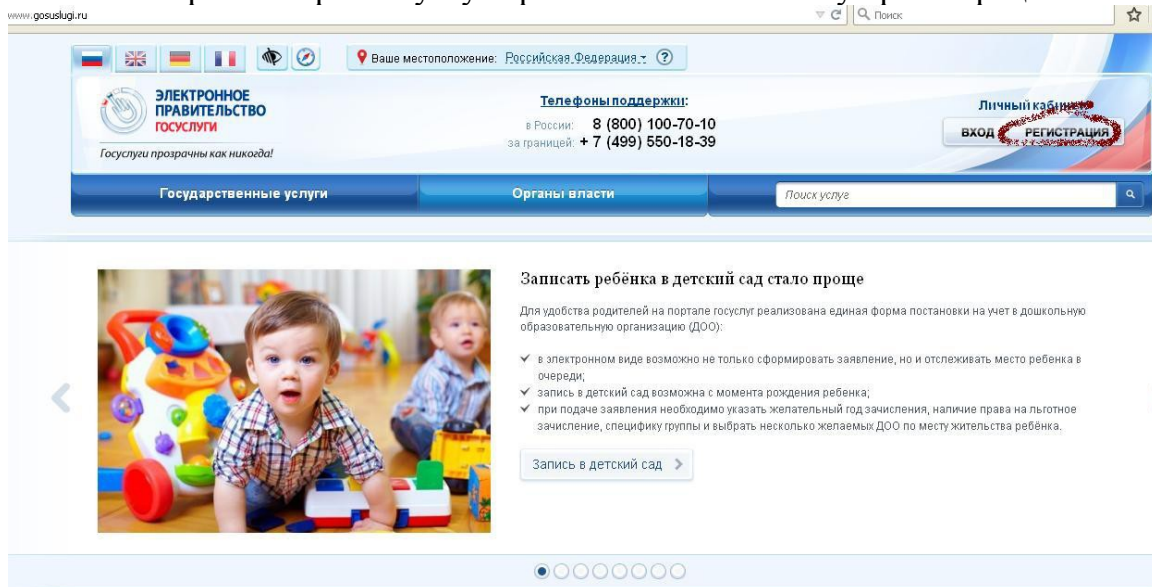 www.gosuslugi.ru
Поиск
Ваше местоположение: Российская Федерация ?
ЭЛЕКТРОННОЕ
ПРАВИТЕЛЬСТВО
ГОСУСЛУГИ
Госуслуги прозрачны как никогда!
Телефоны поддержки:
в России: 8 (800) 100-70-10
за границей: + 7 (499) 550-18-39
Личный кабинет
ВХОД РЕГИСТРАЦИЯ
Государственные услуги
Органы власти
Поиск услуг
Записать ребёнка в детский сад стало проще
Для удобства родителей на портале госуслуг реализована единая форма постановки на учет в дошкольную
образовательную организацию (ДОО):
в электронном виде возможно не только сформировать заявление, но и отслеживать место ребенка в
очереди;
запись в детский сад возможна с момента рождения ребенка;
при подаче заявления необходимо указать желательный год зачисления, наличие права на льготное
зачисление, специфику группы и выбрать несколько желаемых ДОО по месту жительства ребёнка.
Запись в детский сад